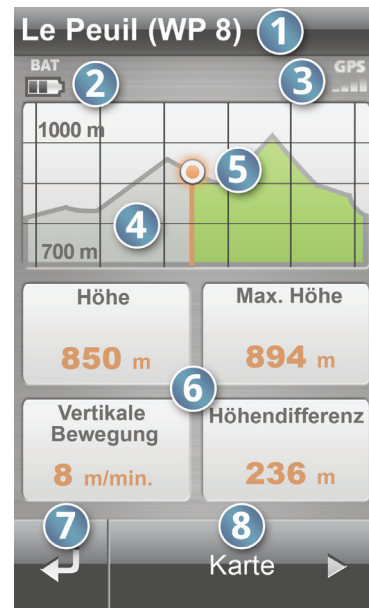 Le Peuil (WP 8) 1
BAT 2 3 GPS
1000 m
5
4
700 m
Höhe
850 m
Max. Höhe
894 m
6
Vertikale
Bewegung
8 m/min.
Höhendifferenz
236 m
7 8
Karte